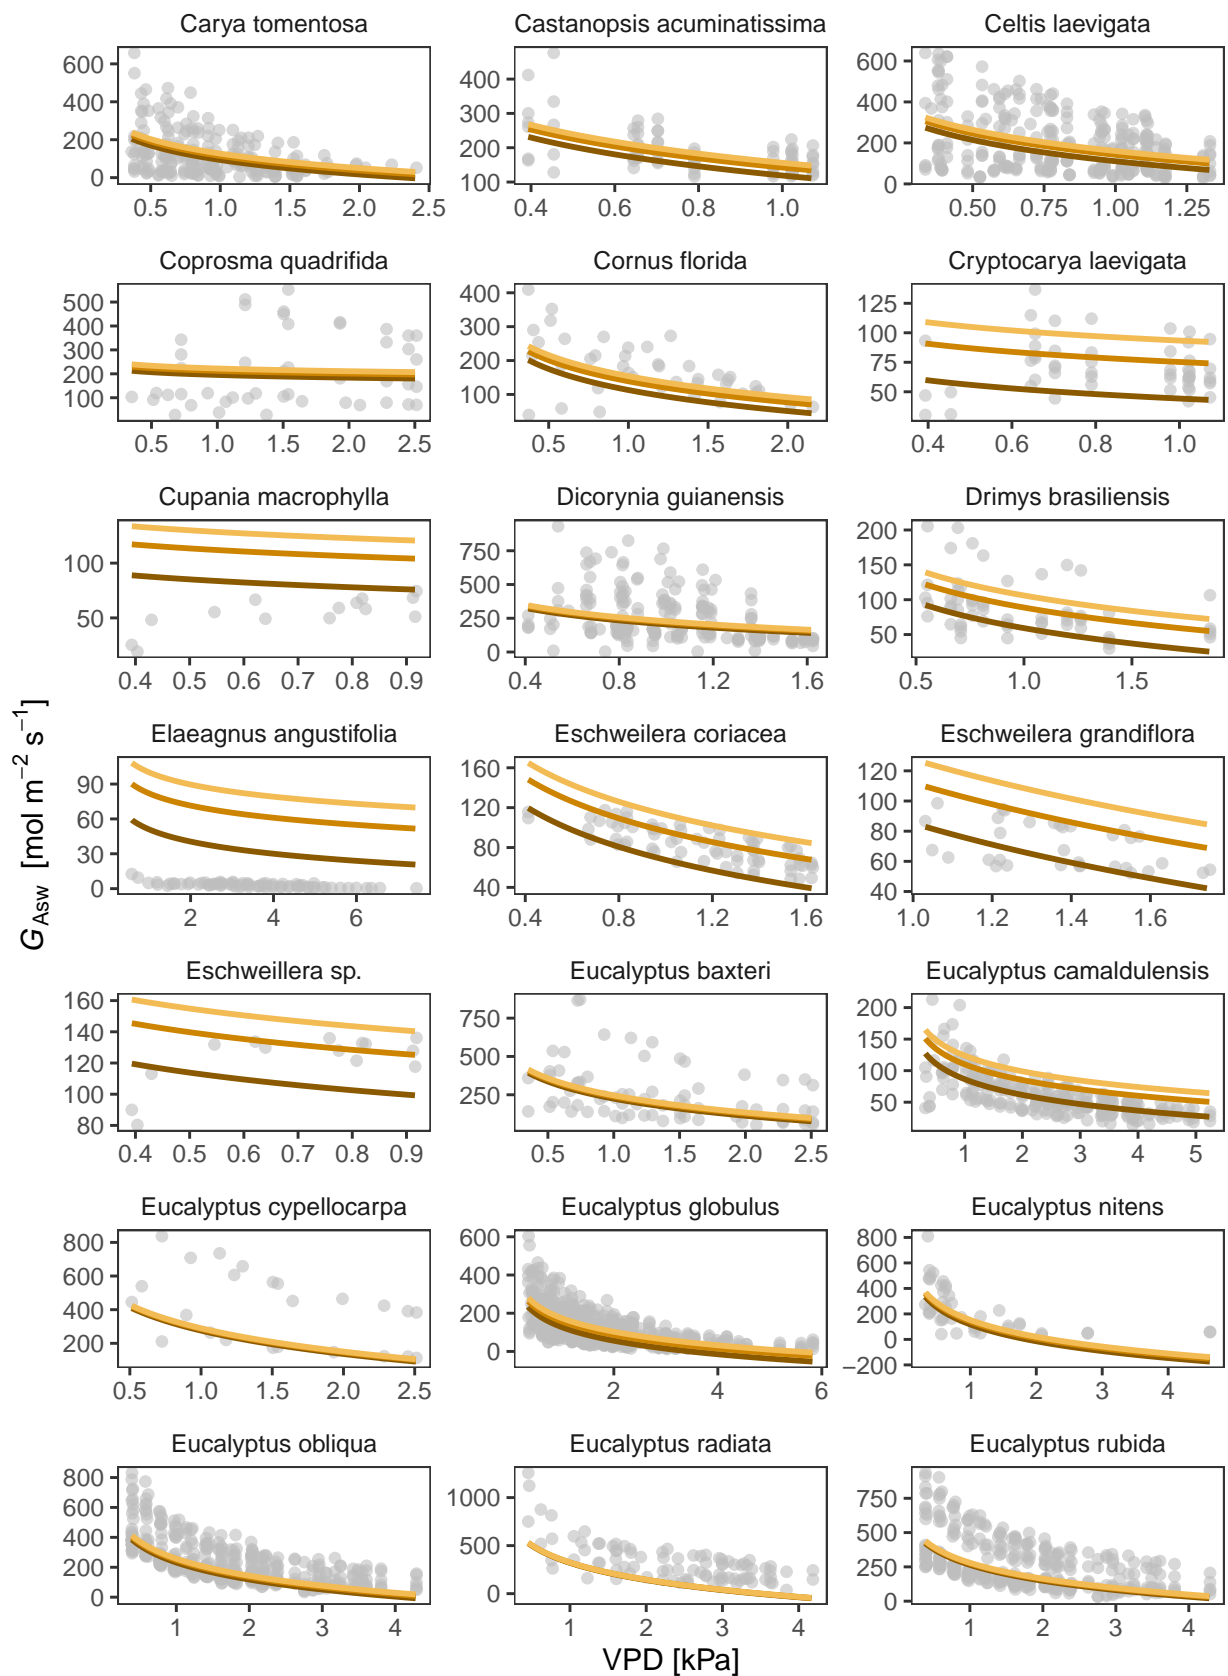 Carya tomentosa
Castanopsis acuminatissima
Celtis laevigata
600
400
200
0
0.5 1.0 1.5 2.0 2.5
400
300
200
100
0.4 0.6 0.8 1.0
600
400
200
0
0.50 0.75 1.00 1.25
Coprosma quadrifida
Cornus florida
Cryptocarya laevigata
500
400
300
200
100
0.5 1.0 1.5 2.0 2.5
400
300
200
100
0.5 1.0 1.5 2.0
125
100
75
50
0.4 0.6 0.8 1.0
Cupania macrophylla
Dicorynia guianensis
Drimys brasiliensis
100
50
0.4 0.5 0.6 0.7 0.8 0.9
750
500
250
0
0.4 0.8 1.2 1.6
200
150
100
50
0.5 1.0 1.5
Elaeagnus angustifolia
Eschweilera coriacea
Eschweilera grandiflora
90
60
30
0
2 4 6
160
120
80
40
0.4 0.8 1.2 1.6
120
100
80
60
40
1.0 1.2 1.4 1.6
Eschweillera sp.
Eucalyptus baxteri
Eucalyptus camaldulensis
160
140
120
100
80
0.4 0.5 0.6 0.7 0.8 0.9
750
500
250
0.5 1.0 1.5 2.0 2.5
200
150
100
50
1 2 3 4 5
Eucalyptus cypellocarpa
Eucalyptus globulus
Eucalyptus nitens
800
600
400
200
0.5 1.0 1.5 2.0 2.5
600
400
200
0
2 4 6
800
600
400
200
0
−200
1 2 3 4
Eucalyptus obliqua
Eucalyptus radiata
Eucalyptus rubida
800
600
400
200
0
1 2 3 4
1000
500
0
1 2 3 4
750
500
250
0
1 2 3 4
VPD [kPa]
G_Asw [mol m⁻² s⁻¹]